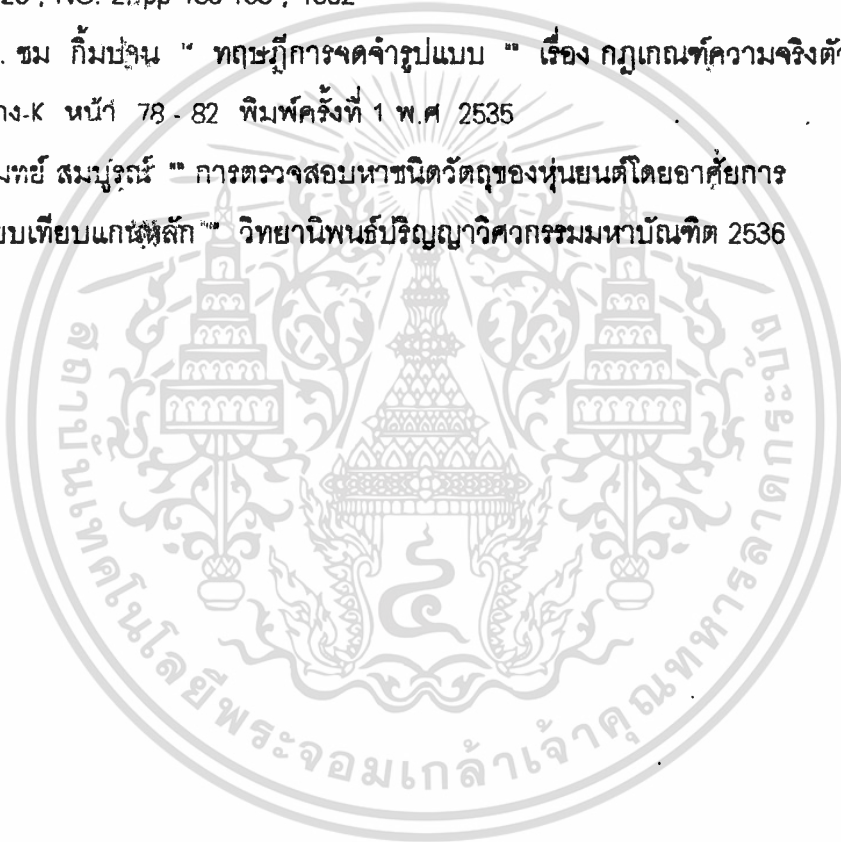 NO. 2, pp
. ชม กิ้มปาน " ทฤษฎีการจดจำรูปแบบ "" เรื่อง กฎเกณฑ์ความจริงตัว
าง-K หน้า 78 - 82 พิมพ์ครั้งที่ 1 พ.ศ 2535
มทย์ สมบูรณ์ "" การตรวจสอบหาชนิดวัตถุของหุ่นยนต์โดยอาศัยการ
ยบเทียบแกนหลัก "" วิทยานิพนธ์ปริญญาวิศวกรรมมหาบัณฑิต 2536
สถาบันเทคโนโลยีพระจอมเกล้าเจ้าคุณทหารลาดกระบัง